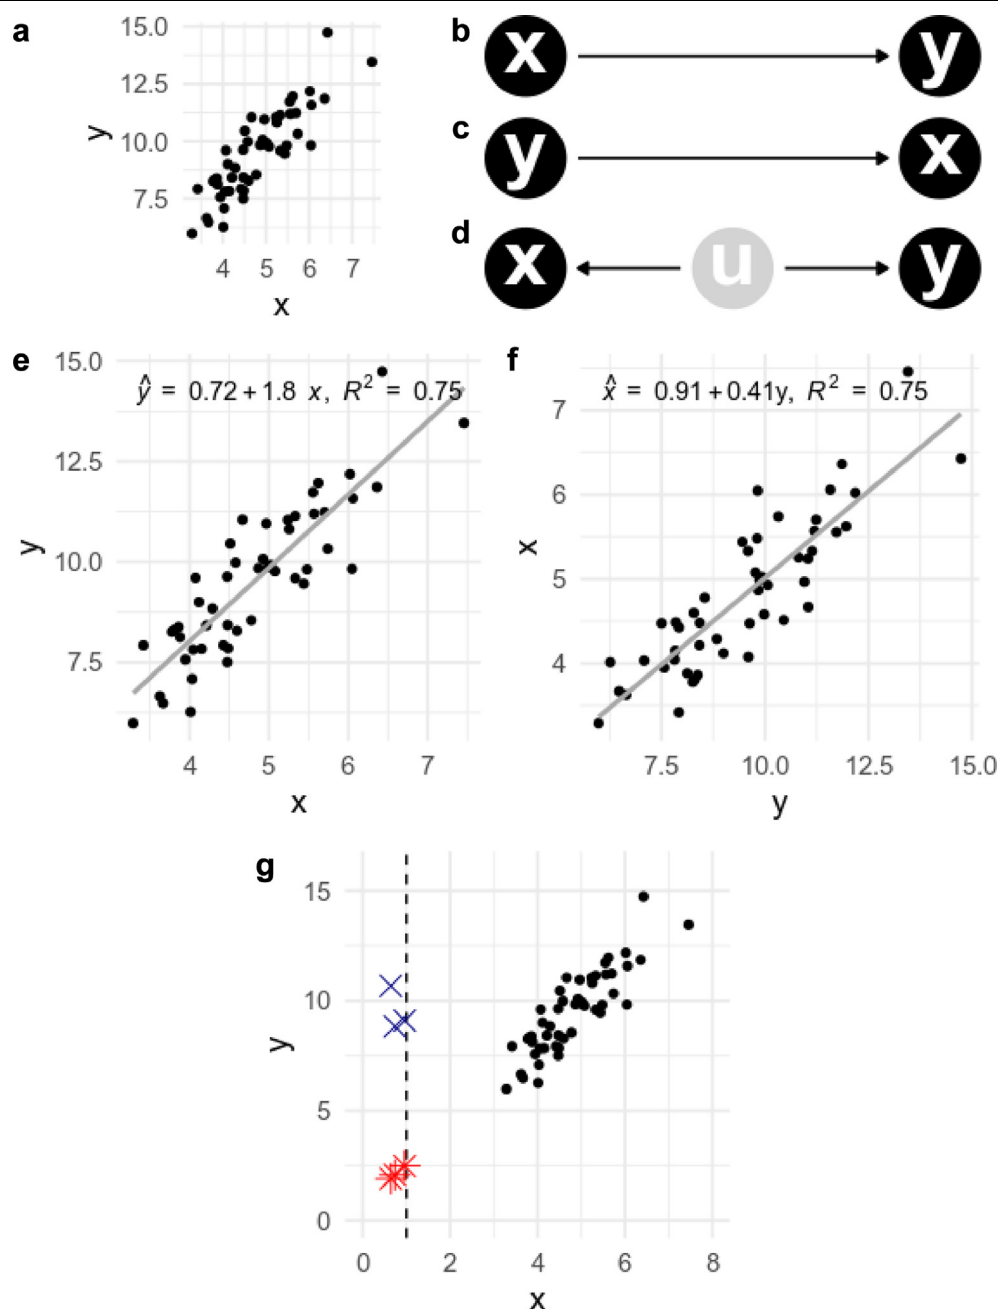 a
15.0
12.5
10.0
7.5
y
4 5 6 7
x
b
x y
c
y x
d
x u y
e
15.0
12.5
10.0
7.5
y
ŷ = 0.72 + 1.8 x, R² = 0.75
4 5 6 7
x
f
7
6
5
4
x
x̂ = 0.91 + 0.41y, R² = 0.75
7.5 10.0 12.5 15.0
y
g
15
10
5
0
y
0 2 4 6 8
x